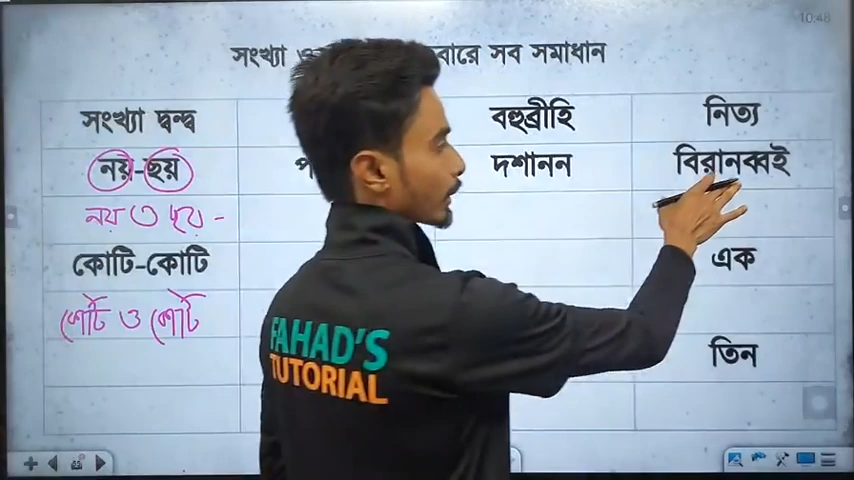 10:48
সংখ্যা বারে সব সমাধান
সংখ্যা দ্বন্দ্ব বহুব্রীহি নিত্য
নয়-ছয় দশানন বিরানব্বই
নয় ও ছয় -
কোটি-কোটি এক
কোটি ও কোটি
তিন
FAHAD'S
TUTORIAL